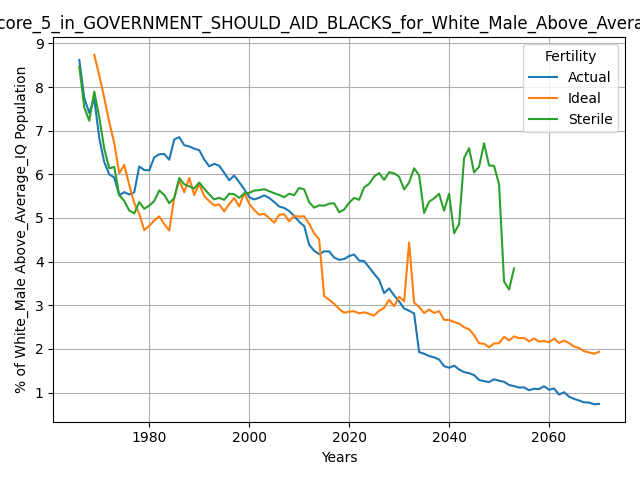 core_5_in_GOVERNMENT_SHOULD_AID_BLACKS_for_White_Male_Above_Avera
% of White_Male Above_Average_IQ Population
9
8
7
6
5
4
3
2
1
Fertility
Actual
Ideal
Sterile
1980 2000 2020 2040 2060
Years